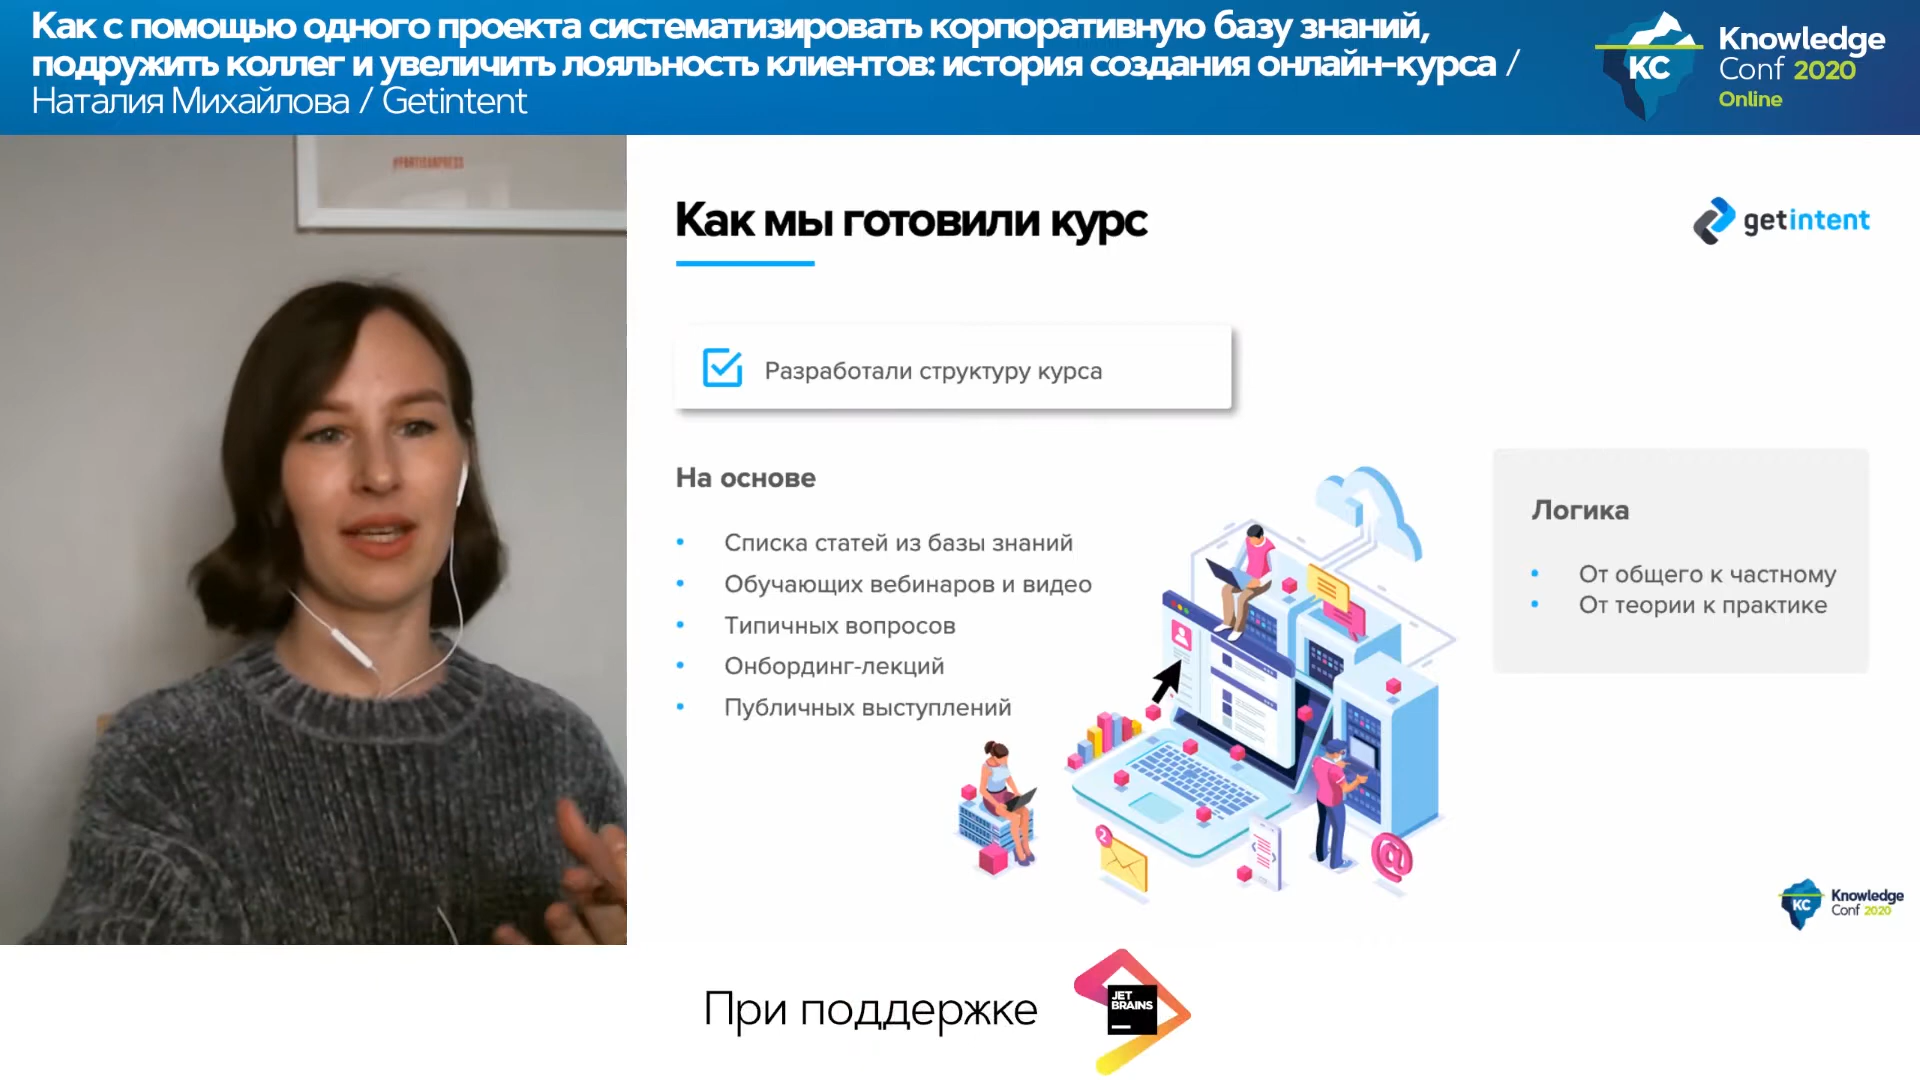 Как с помощью одного проекта систематизировать корпоративную базу знаний,
подружить коллег и увеличить лояльность клиентов: история создания онлайн-курса /
Наталия Михайлова / Getintent
KC
Knowledge
Conf 2020
Online
#PARTISANPRESS
Как мы готовили курс
getintent
Разработали структуру курса
На основе
• Списка статей из базы знаний
• Обучающих вебинаров и видео
• Типичных вопросов
• Онбординг-лекций
• Публичных выступлений
Логика
• От общего к частному
• От теории к практике
2
@
KC
Knowledge
Conf 2020
При поддержке
JET
BRAINS